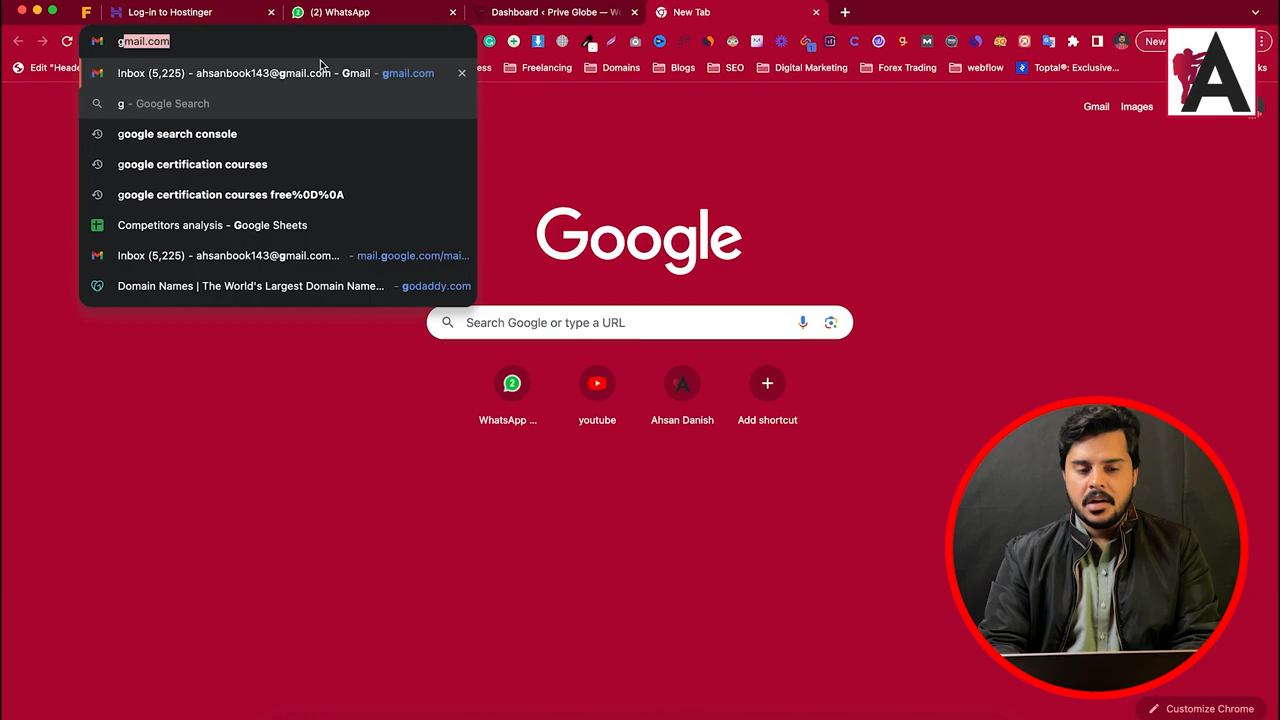 Log-in to Hostinger
(2) WhatsApp
Dashboard ‹ Prive Globe — Wo
New Tab
gmail.com
New
Edit "Heade
ess
Freelancing
Domains
Blogs
SEO
Digital Marketing
Forex Trading
webflow
Toptal®: Exclusive...
ks
Inbox (5,225) - ahsanbook143@gmail.com - Gmail - gmail.com
g - Google Search
google search console
google certification courses
google certification courses free%0D%0A
Competitors analysis - Google Sheets
Inbox (5,225) - ahsanbook143@gmail.com... - mail.google.com/mai...
Domain Names | The World's Largest Domain Name... - godaddy.com
Gmail
Images
A
Google
Search Google or type a URL
WhatsApp ...
youtube
Ahsan Danish
Add shortcut
Customize Chrome